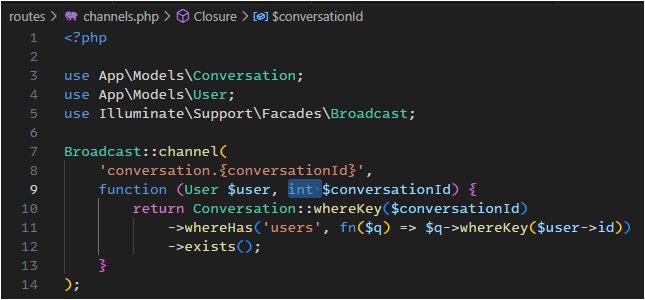 routes > channels.php > Closure > $conversationId
1 <?php
2
3 use App\Models\Conversation;
4 use App\Models\User;
5 use Illuminate\Support\Facades\Broadcast;
6
7 Broadcast::channel(
8     'conversation.{conversationId}',
9     function (User $user, int $conversationId) {
10         return Conversation::whereKey($conversationId)
11             ->whereHas('users', fn($q) => $q->whereKey($user->id))
12             ->exists();
13     }
14 );